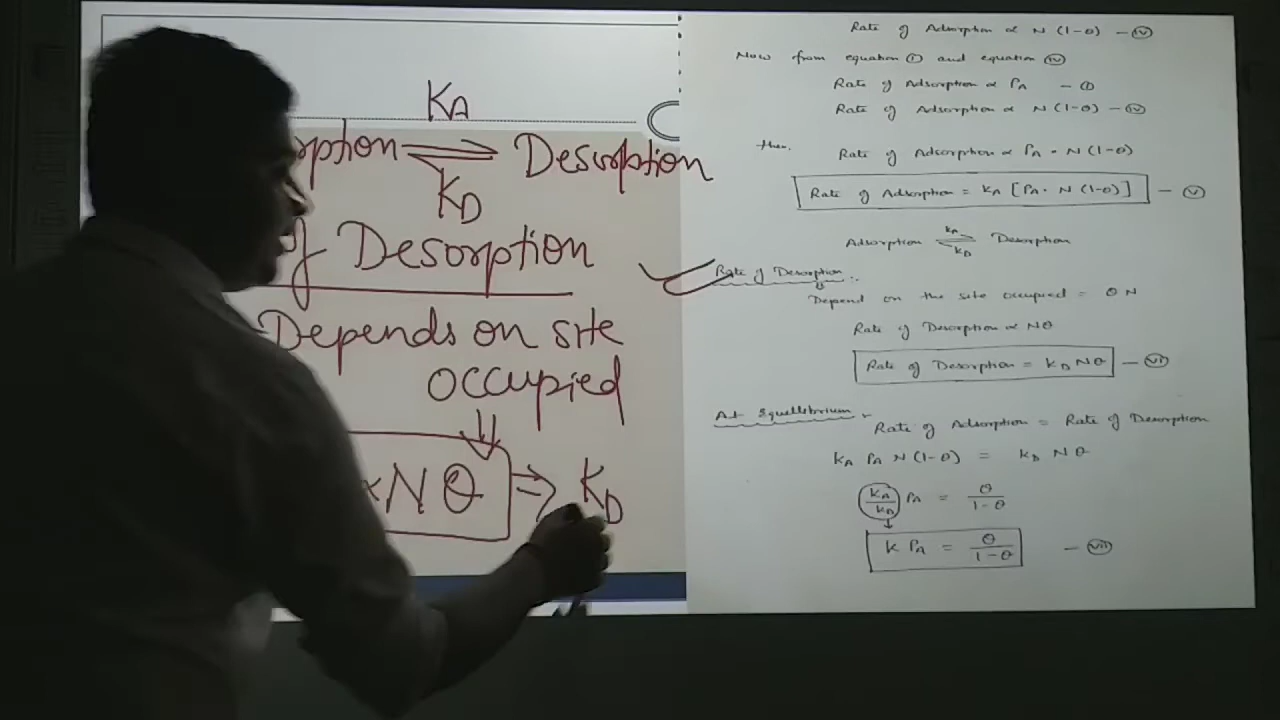 KA
rption ⇌ Desorption
KD
of Desorption
Depends on site
occupied
∝ N θ ⇒ KD
Rate of Adsorption ∝ N (1-θ) - (iv)
Now from equation (i) and equation (iv)
Rate of Adsorption ∝ PA - (i)
Rate of Adsorption ∝ N (1-θ) - (iv)
then, Rate of Adsorption ∝ PA · N (1-θ)
Rate of Adsorption = kA [PA · N (1-θ)] - (v)
kA
Adsorption ⇌ Desorption
kD
Rate of Desorption :-
Depend on the site occupied = θ N
Rate of Desorption ∝ Nθ
Rate of Desorption = kD Nθ - (vi)
At Equilibrium :-
Rate of Adsorption = Rate of Desorption
kA PA N (1-θ) = kD N θ
kA/kD PA = θ/1-θ
k PA = θ/1-θ - (vii)